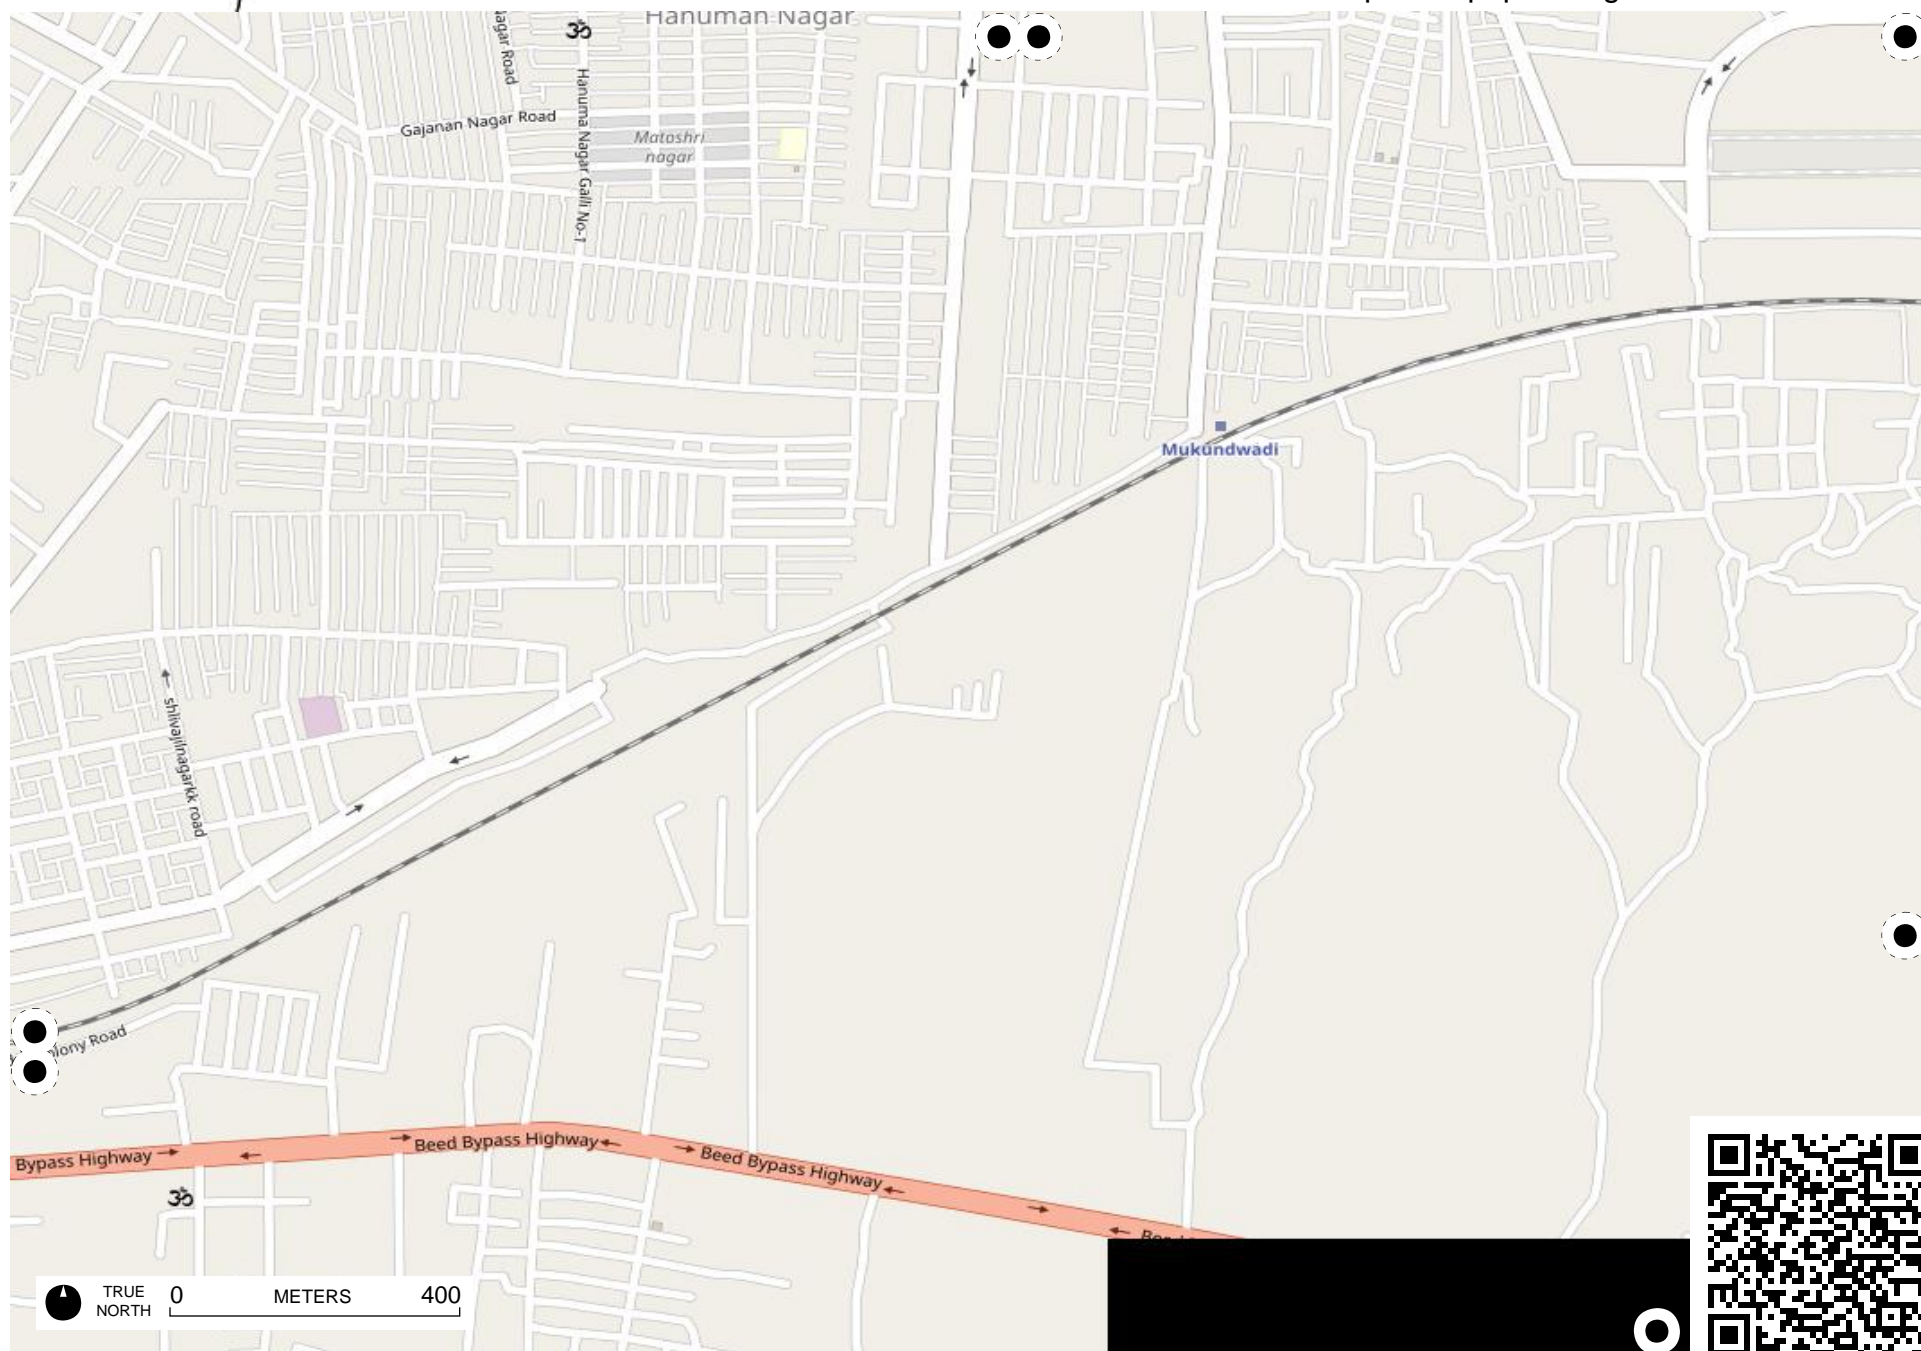 Hanuman Nagar
agar Road
Gajanan Nagar Road
Hanuma Nagar Galli No-1
Matoshri
nagar
Mukundwadi
shiivajiinagarkk road
lony Road
Bypass Highway
Beed Bypass Highway
Beed Bypass Highway
ॐ
ॐ
TRUE
NORTH
0
METERS
400